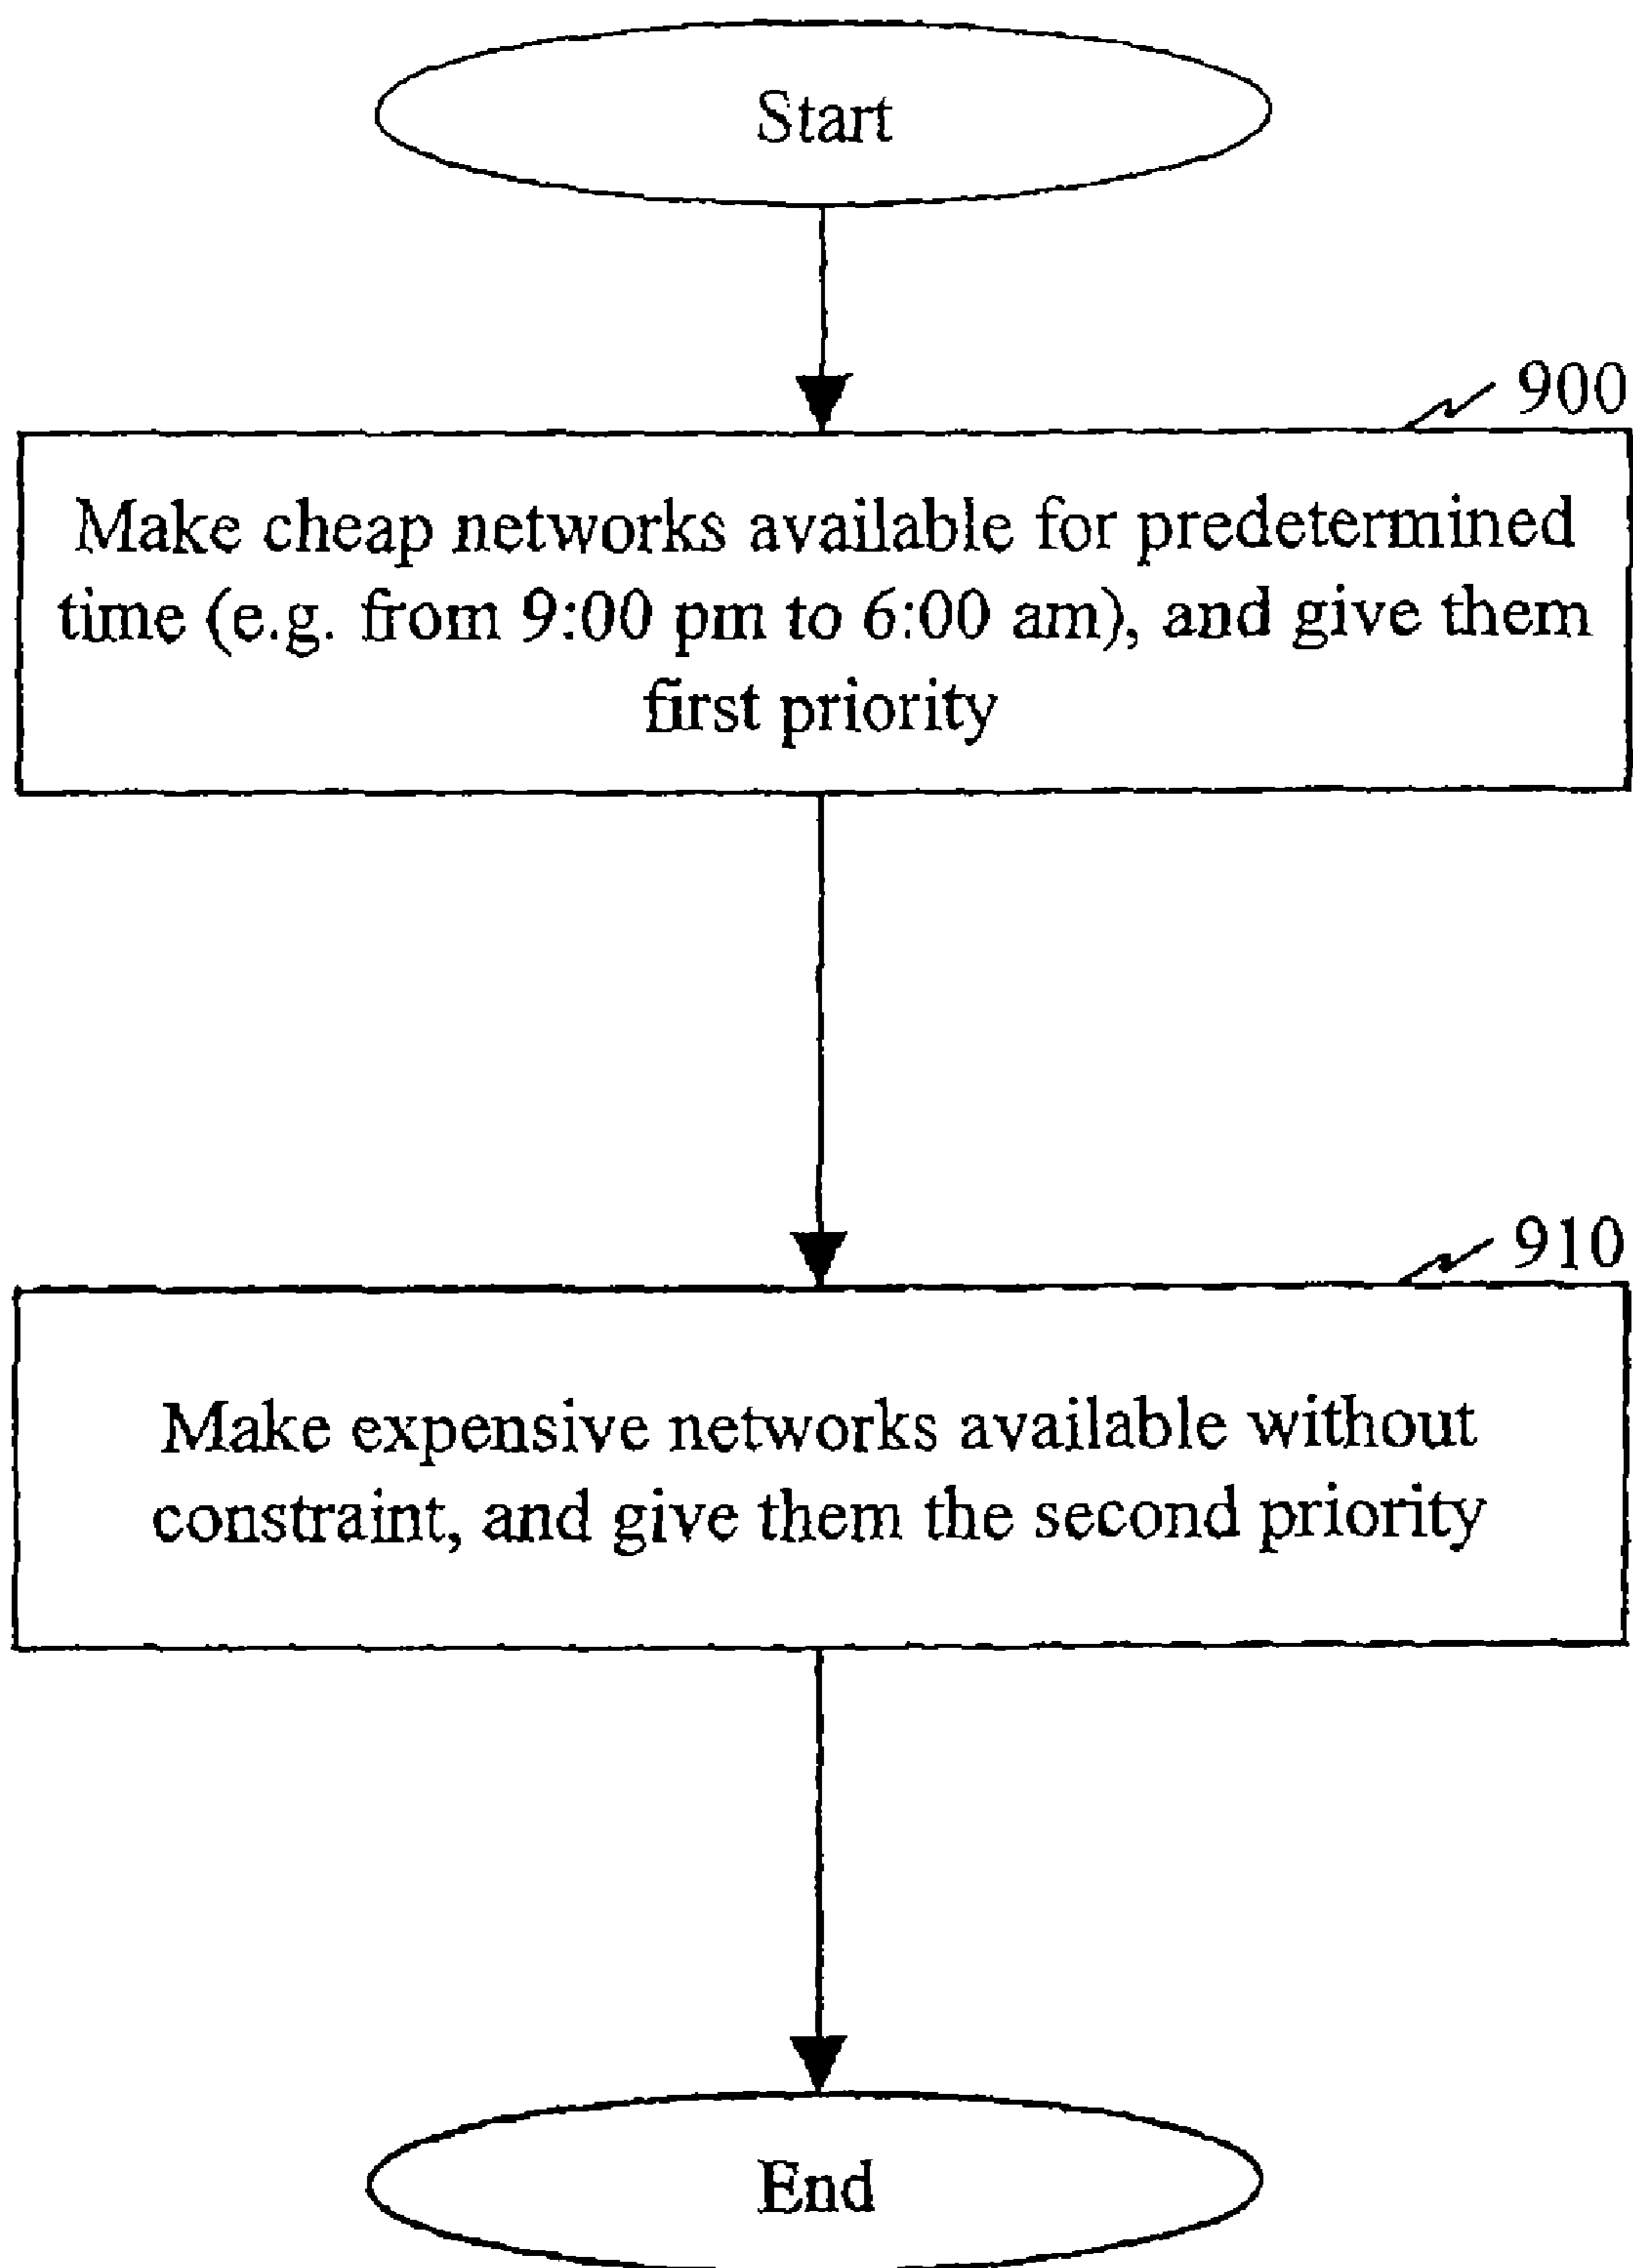 Start
900
Make cheap networks available for predetermined
time (e.g. from 9:00 pm to 6:00 am), and give them
first priority
910
Make expensive networks available without
constraint, and give them the second priority
End